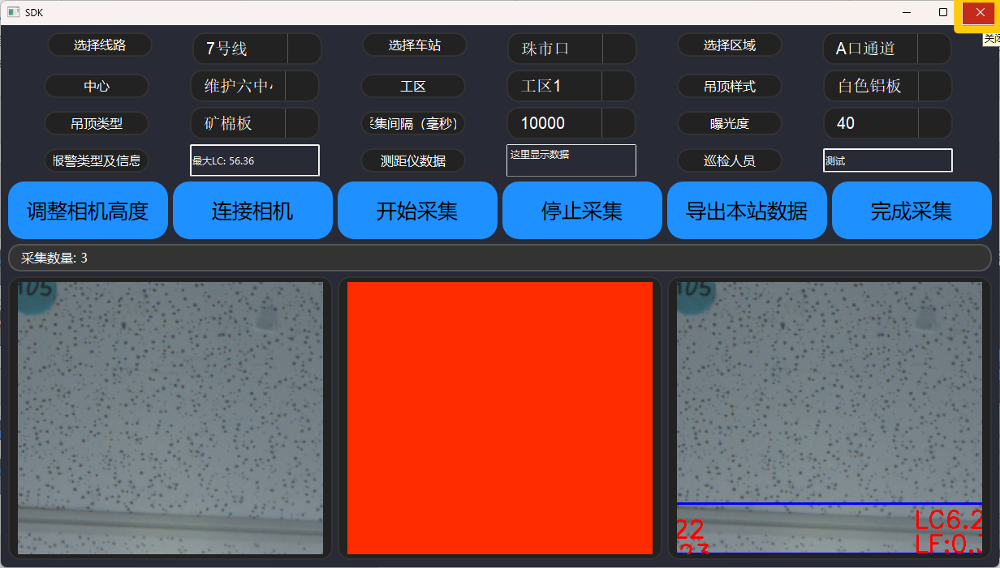 SDK
关闭
选择线路 7号线 选择车站 珠市口 选择区域 A口通道
中心 维护六中 工区 工区1 吊顶样式 白色铝板
吊顶类型 矿棉板 采集间隔（毫秒） 10000 曝光度 40
报警类型及信息 最大LC: 56.36 测距仪数据 这里显示数据 巡检人员 测试
调整相机高度 连接相机 开始采集 停止采集 导出本站数据 完成采集
采集数量: 3
105 105
22 LC6.2
23 LF:0.